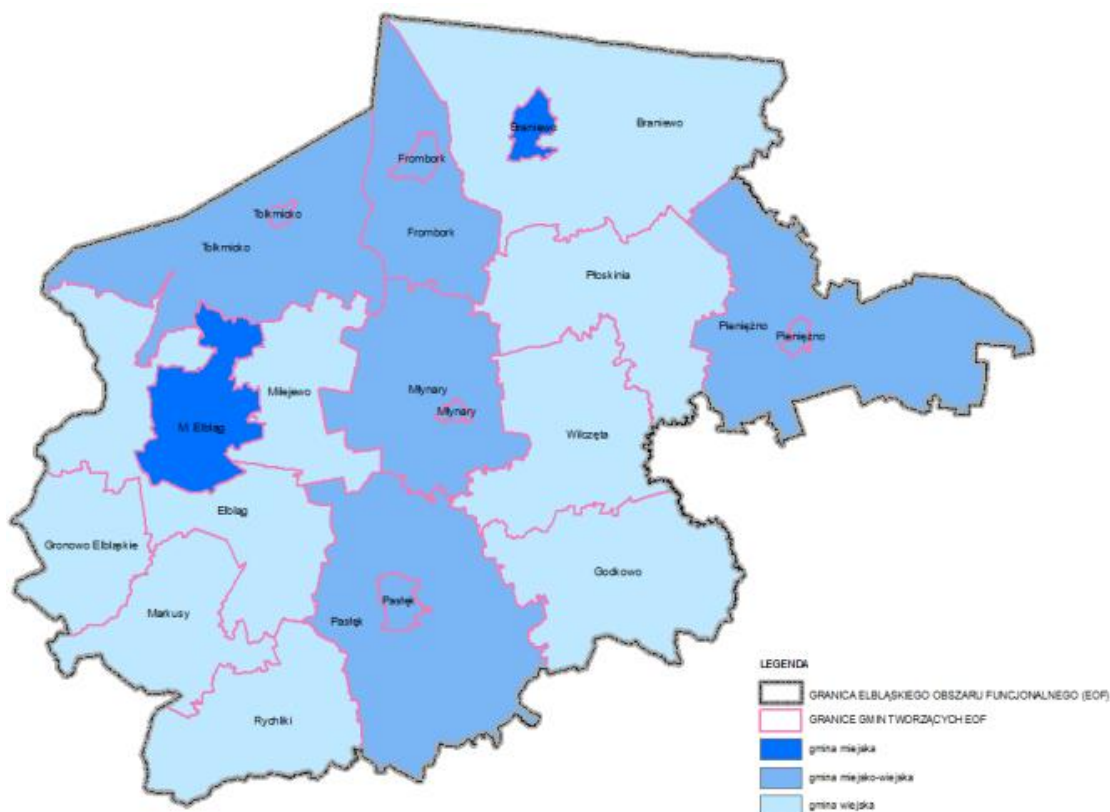 Braniewo
Braniewo
Frombork
Tolkmicko
Frombork
Tolkmicko
Płoskinia
Pieniężno
Pieniężno
Milejewo
Młynary
Młynary
M. Elbląg
Wilczęta
Elbląg
Gronowo Elbląskie
Godkowo
Pasłęk
Markusy
Pasłęk
Rychliki
LEGENDA
GRANICA ELBLĄSKIEGO OBSZARU FUNCJONALNEGO (EOF)
GRANICE GMIN TWORZĄCYCH EOF
gmina miejska
gmina miejsko-wiejska
gmina wiejska